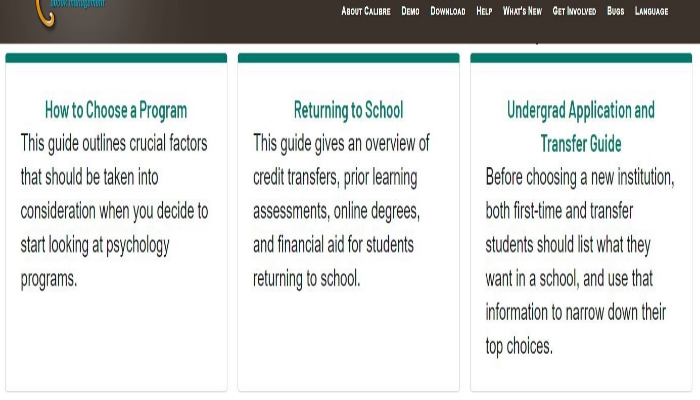 ebook management
About Calibre Demo Download Help What's New Get Involved Bugs Language
How to Choose a Program
This guide outlines crucial factors
that should be taken into
consideration when you decide to
start looking at psychology
programs.
Returning to School
This guide gives an overview of
credit transfers, prior learning
assessments, online degrees,
and financial aid for students
returning to school.
Undergrad Application and
Transfer Guide
Before choosing a new institution,
both first-time and transfer
students should list what they
want in a school, and use that
information to narrow down their
top choices.